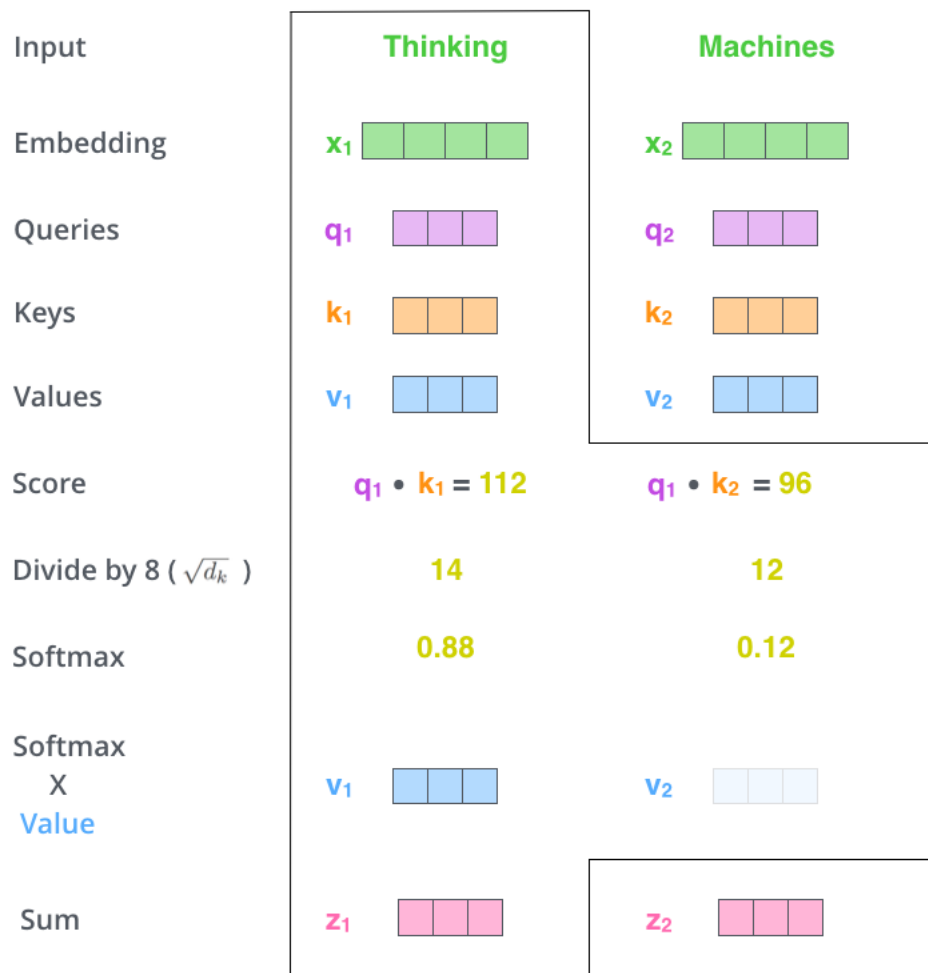 Input Thinking Machines
Embedding x₁ x₂
Queries q₁ q₂
Keys k₁ k₂
Values v₁ v₂
Score q₁ • k₁ = 112 q₁ • k₂ = 96
Divide by 8 ( √dₖ ) 14 12
Softmax 0.88 0.12
Softmax
X
Value v₁ v₂
Sum z₁ z₂